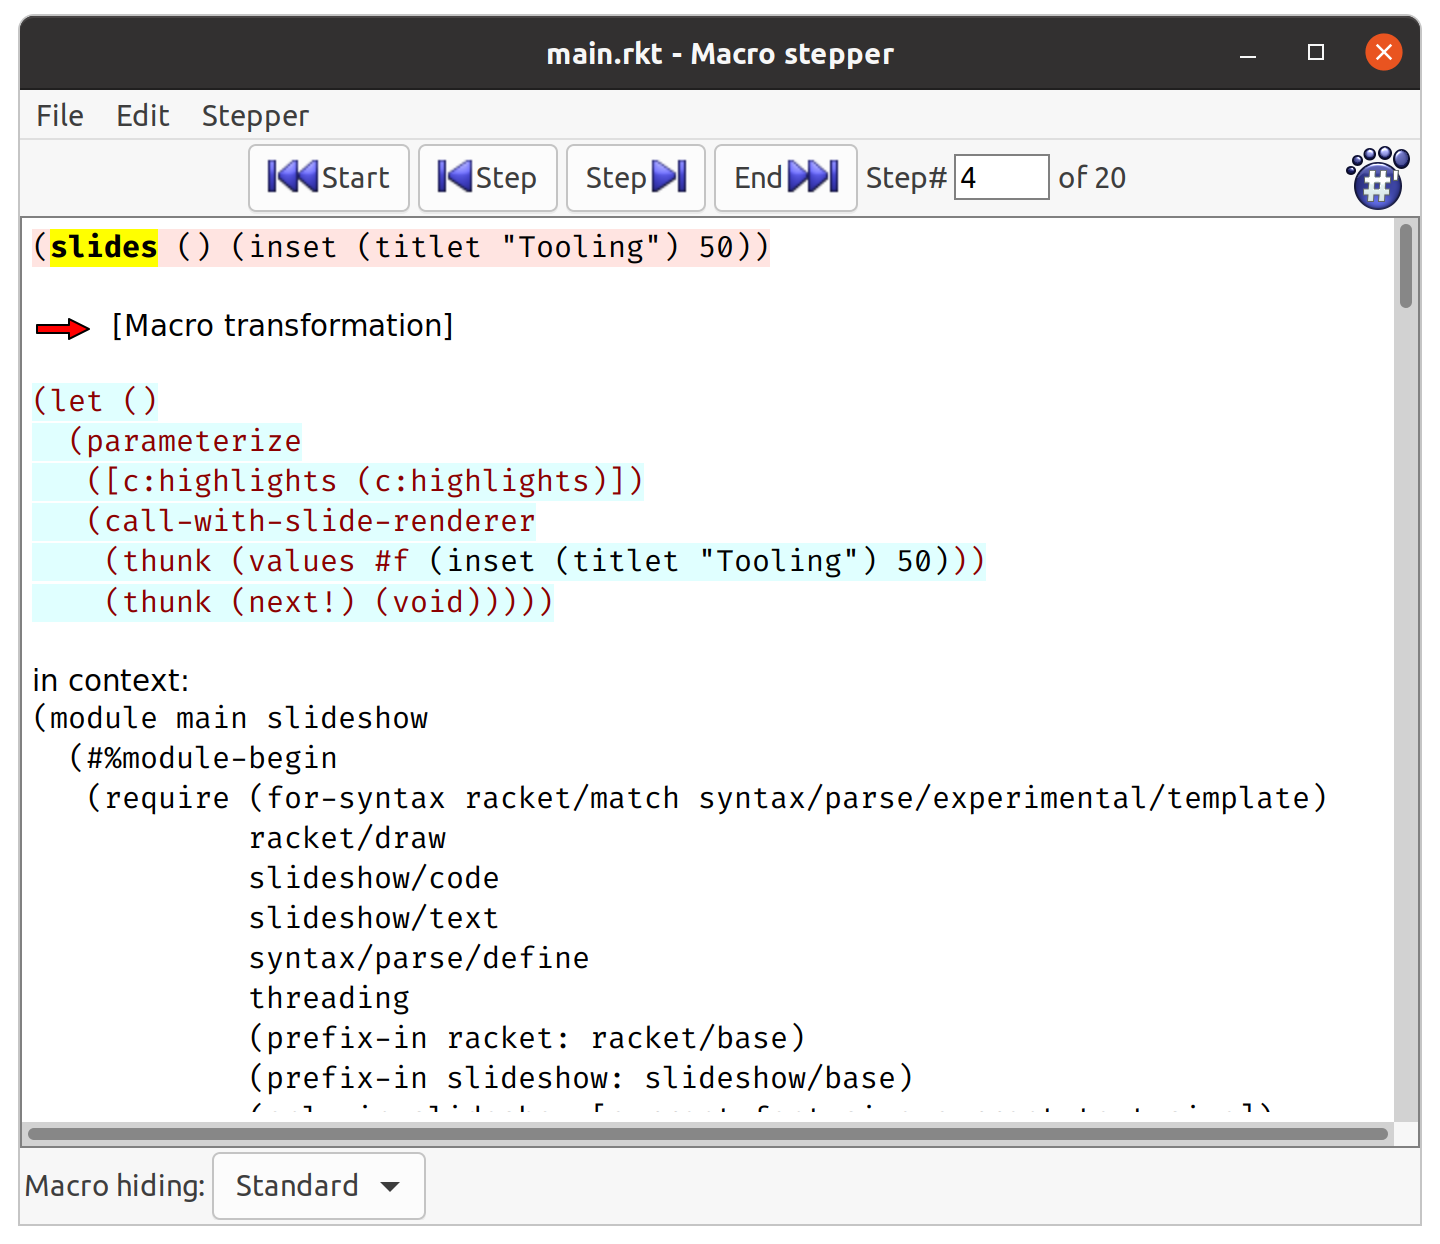 main.rkt - Macro stepper
File Edit Stepper
Start Step Step End Step# 4 of 20
(slides () (inset (titlet "Tooling") 50))
[Macro transformation]
(let ()
  (parameterize
   ([c:highlights (c:highlights)])
   (call-with-slide-renderer
    (thunk (values #f (inset (titlet "Tooling") 50)))
    (thunk (next!) (void)))))
in context:
(module main slideshow
  (#%module-begin
   (require (for-syntax racket/match syntax/parse/experimental/template)
            racket/draw
            slideshow/code
            slideshow/text
            syntax/parse/define
            threading
            (prefix-in racket: racket/base)
            (prefix-in slideshow: slideshow/base)
Macro hiding: Standard